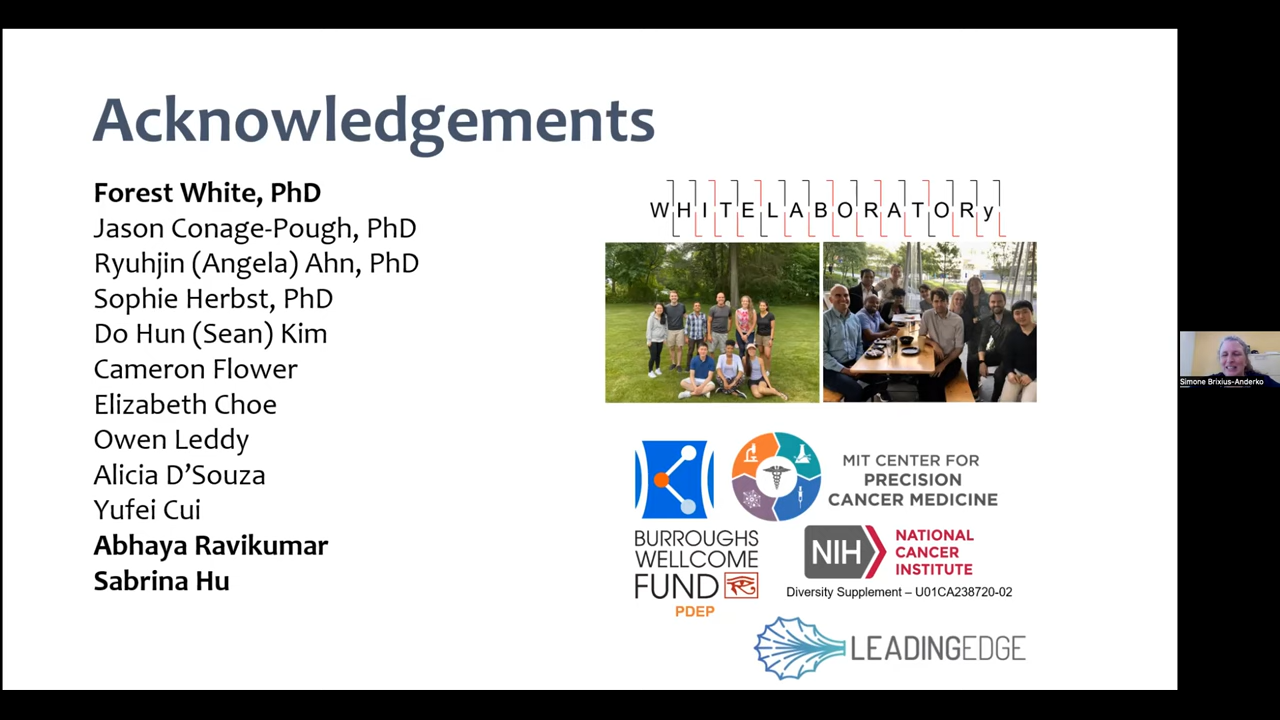 Acknowledgements
Forest White, PhD
Jason Conage-Pough, PhD
Ryuhjin (Angela) Ahn, PhD
Sophie Herbst, PhD
Do Hun (Sean) Kim
Cameron Flower
Elizabeth Choe
Owen Leddy
Alicia D’Souza
Yufei Cui
Abhaya Ravikumar
Sabrina Hu
WHITELABORATORy
MIT CENTER FOR
PRECISION
CANCER MEDICINE
BURROUGHS
WELLCOME
FUND
PDEP
NIH
NATIONAL
CANCER
INSTITUTE
Diversity Supplement – U01CA238720-02
LEADINGEDGE
Simone Brixius-Anderko